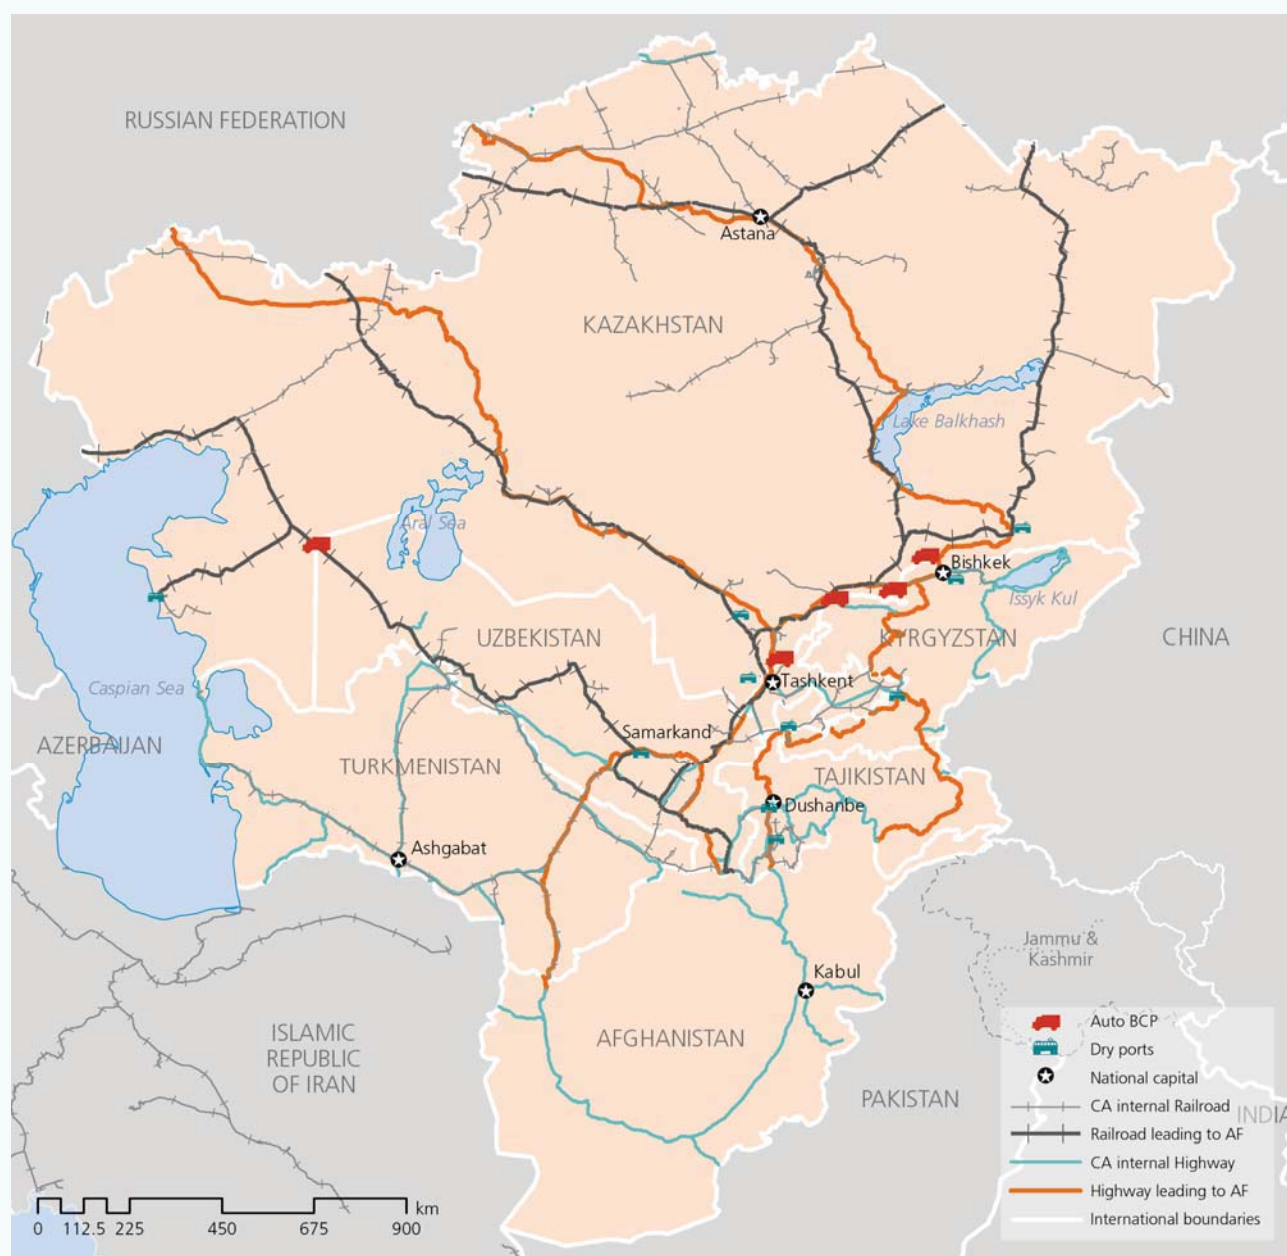 RUSSIAN FEDERATION
Astana
KAZAKHSTAN
Lake Balkhash
Aral Sea
Bishkek
Issyk Kul
UZBEKISTAN
KYRGYZSTAN
CHINA
Caspian Sea
Tashkent
Samarkand
AZERBAIJAN
TURKMENISTAN
TAJIKISTAN
Dushanbe
Ashgabat
Jammu &
Kashmir
Kabul
ISLAMIC
REPUBLIC
OF IRAN
AFGHANISTAN
PAKISTAN
INDIA
Auto BCP
Dry ports
National capital
CA internal Railroad
Railroad leading to AF
CA internal Highway
Highway leading to AF
International boundaries
km
0 112.5 225 450 675 900